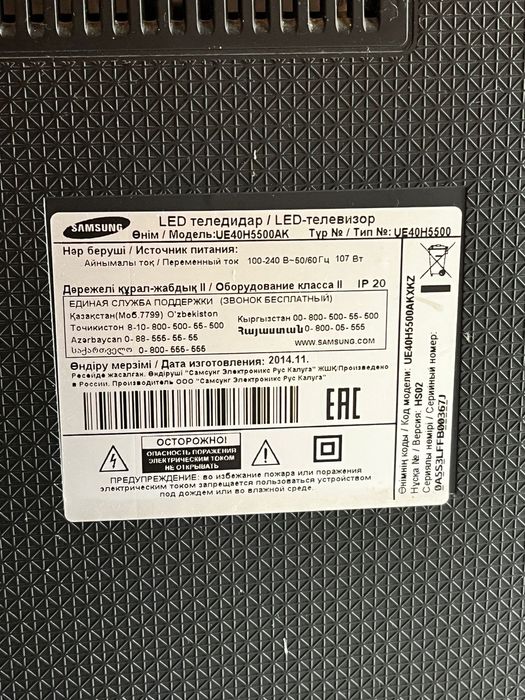 SAMSUNG
LED теледидар / LED-телевизор
Өнім / Модель:UE40H5500AK Тұр №/ Тип №: UE40H5500
Нәр беруші / Источник питания:
Айнымалы ток / Переменный ток 100-240 В~50/60Гц 107 Вт
Дәрежелі құрал-жабдық II / Оборудование класса II IP 20
ЕДИНАЯ СЛУЖБА ПОДДЕРЖКИ (ЗВОНОК БЕСПЛАТНЫЙ)
Қазақстан(Моб.7799) O'zbekiston
Кыргызстан 00-800-500-55-500
Точикистон 8-10-800-500-55-500
Հայաստան 0-800-05-555
Azərbaycan 0-88-555-55-55
WWW.SAMSUNG.COM
საქართველო 0-800-555-555
Өндіру мерзімі / Дата изготовления: 2014.11.
Ресейде жасалған. Өндіруші "Самсунг Электроникс Рус Калуга" ЖШҚ/Произведено
в России. Производитель ООО "Самсунг Электроникс Рус Калуга"
EAC
ОСТОРОЖНО!
ОПАСНОСТЬ ПОРАЖЕНИЯ
ЭЛЕКТРИЧЕСКИМ ТОКОМ
НЕ ОТКРЫВАТЬ
ПРЕДУПРЕЖДЕНИЕ: во избежание пожара или поражения
электрическим током запрещается пользоваться устройством
под дождем или во влажной среде.
Өнімнің коды / Код модели: UE40H5500AKXKZ
Нұсқа № / Версия: HS02
Сериялы нөмірі / Серийный номер:
0A5S3LFFB00367J